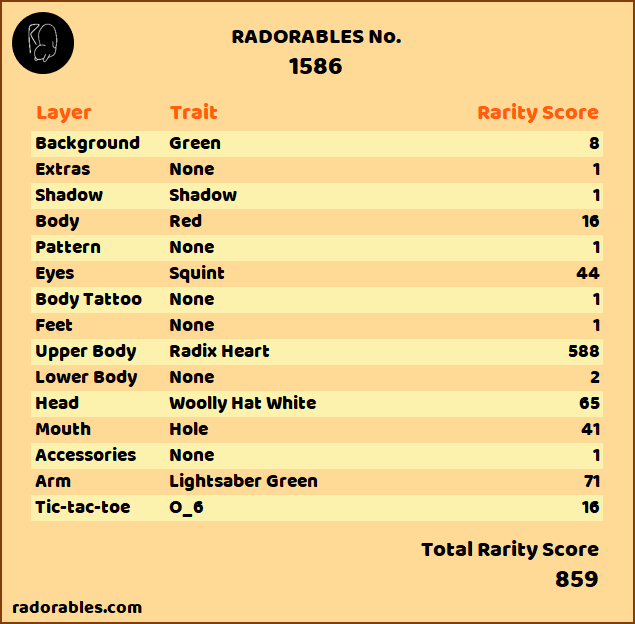 RADORABLES No.
1586
Layer Trait Rarity Score
Background Green 8
Extras None 1
Shadow Shadow 1
Body Red 16
Pattern None 1
Eyes Squint 44
Body Tattoo None 1
Feet None 1
Upper Body Radix Heart 588
Lower Body None 2
Head Woolly Hat White 65
Mouth Hole 41
Accessories None 1
Arm Lightsaber Green 71
Tic-tac-toe O_6 16
Total Rarity Score
859
radorables.com